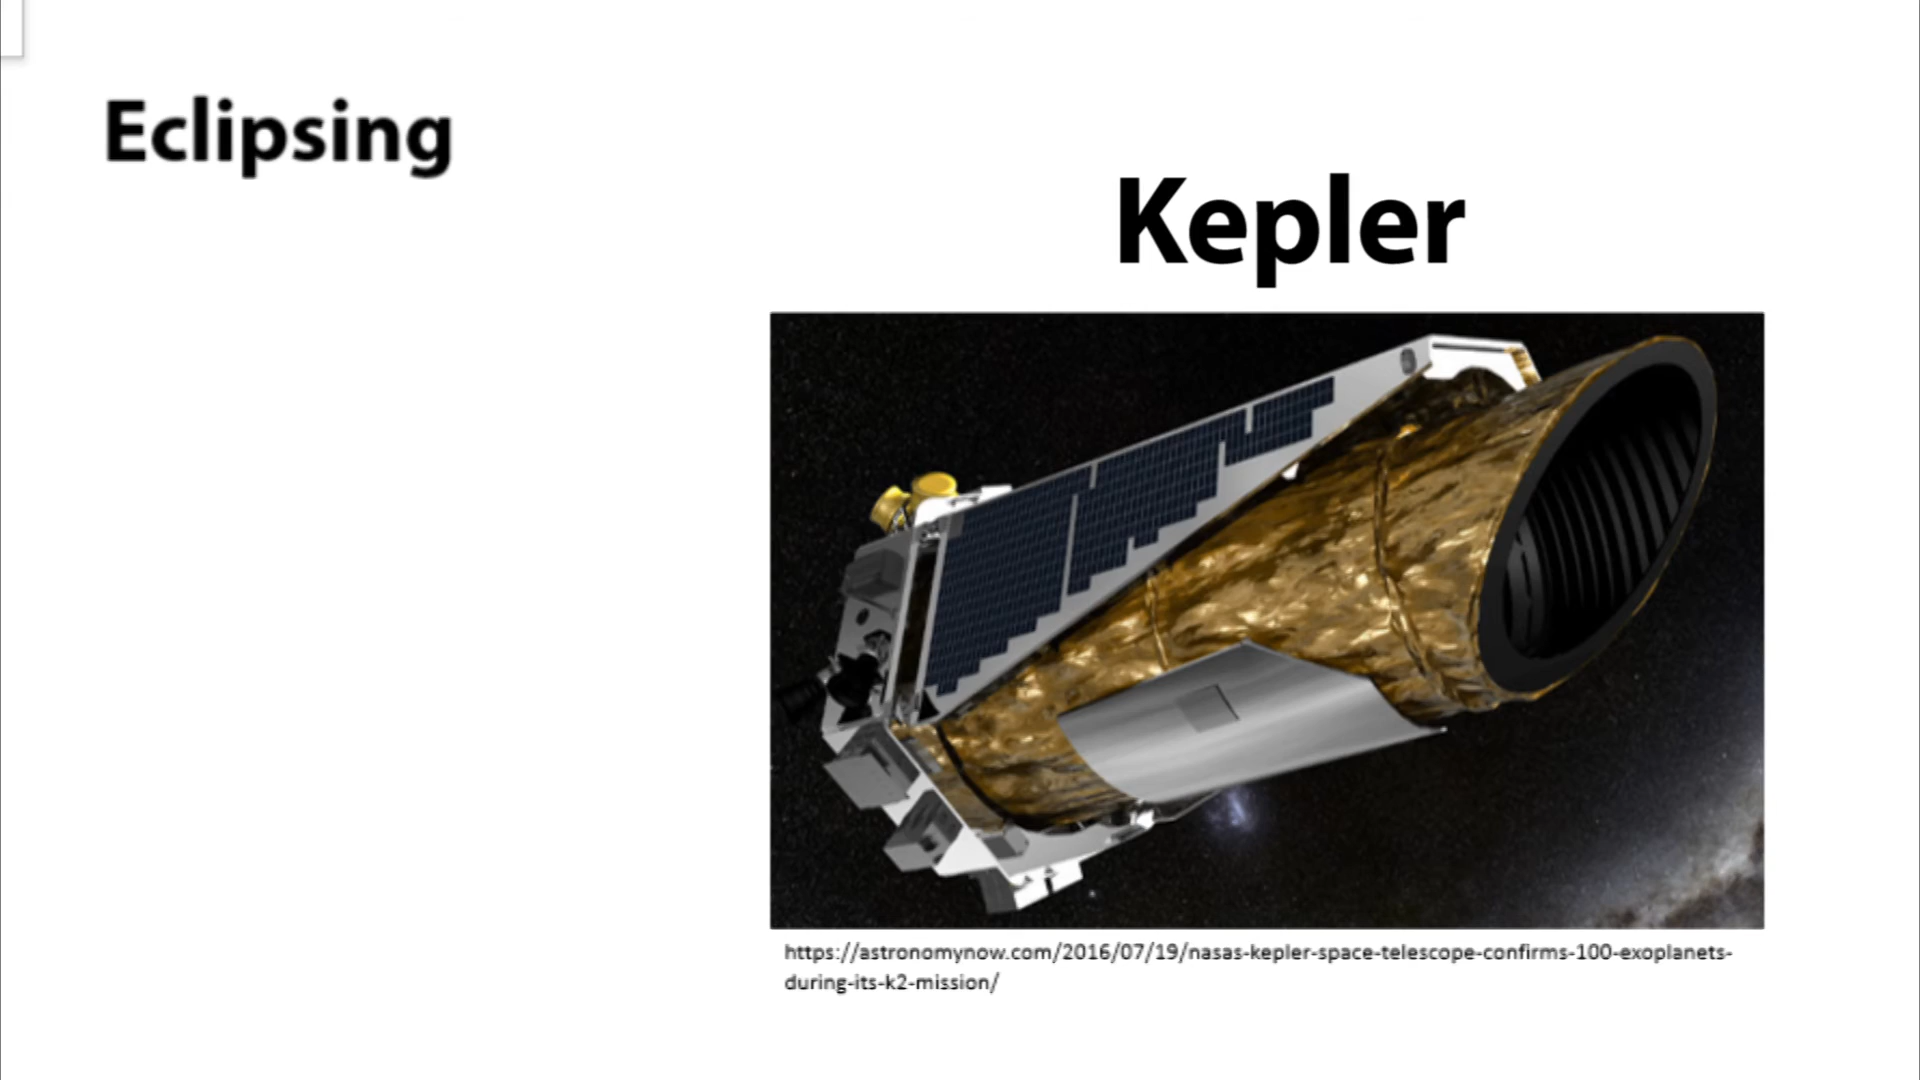 Eclipsing
Kepler
https://astronomynow.com/2016/07/19/nasas-kepler-space-telescope-confirms-100-exoplanets-
during-its-k2-mission/